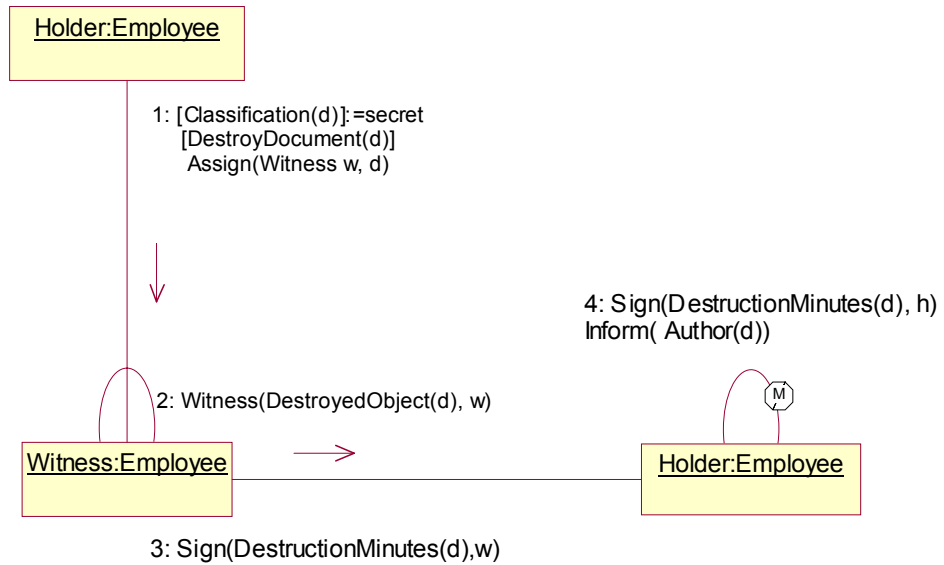 Holder:Employee
1: [Classification(d)]:=secret
[DestroyDocument(d)]
Assign(Witness w, d)
4: Sign(DestructionMinutes(d), h)
Inform( Author(d))
M
2: Witness(DestroyedObject(d), w)
Witness:Employee
Holder:Employee
3: Sign(DestructionMinutes(d),w)